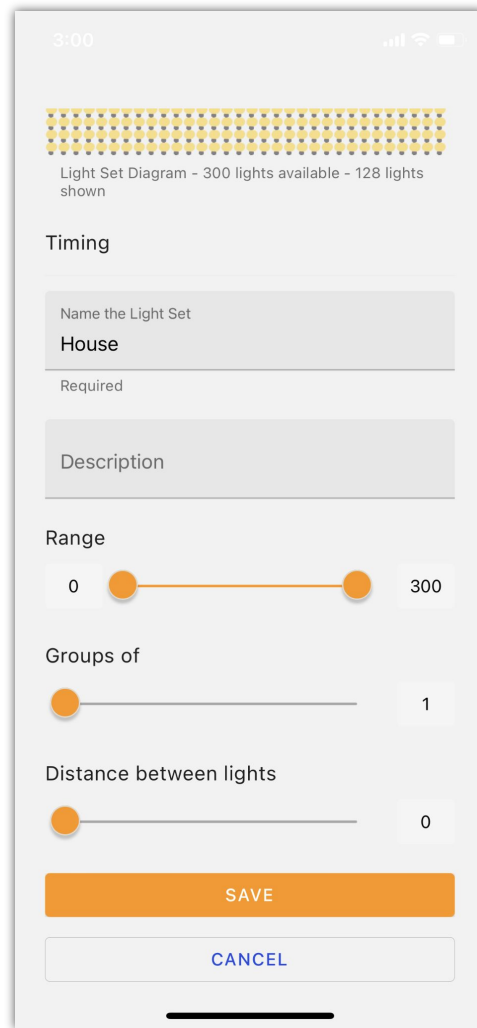 3:00
Light Set Diagram - 300 lights available - 128 lights
shown
Timing
Name the Light Set
House
Required
Description
Range
0
300
Groups of
1
Distance between lights
0
SAVE
CANCEL